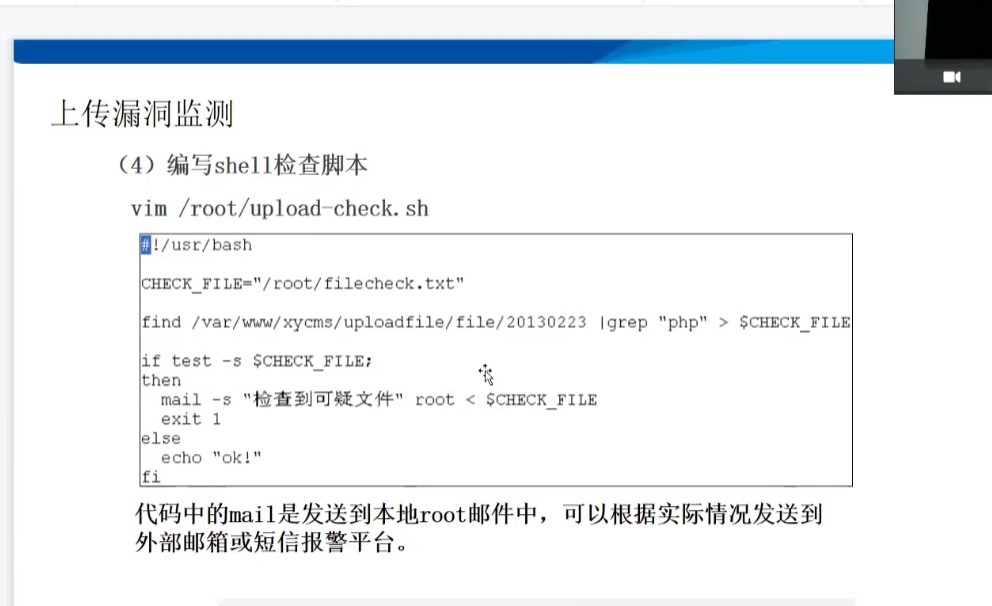 上传漏洞监测
（4）编写shell检查脚本
vim /root/upload-check.sh
#!/usr/bash
CHECK_FILE="/root/filecheck.txt"
find /var/www/xycms/uploadfile/file/20130223 |grep "php" > $CHECK_FILE
if test -s $CHECK_FILE;
then
mail -s "检查到可疑文件" root < $CHECK_FILE
exit 1
else
echo "ok!"
fi
代码中的mail是发送到本地root邮件中，可以根据实际情况发送到
外部邮箱或短信报警平台。